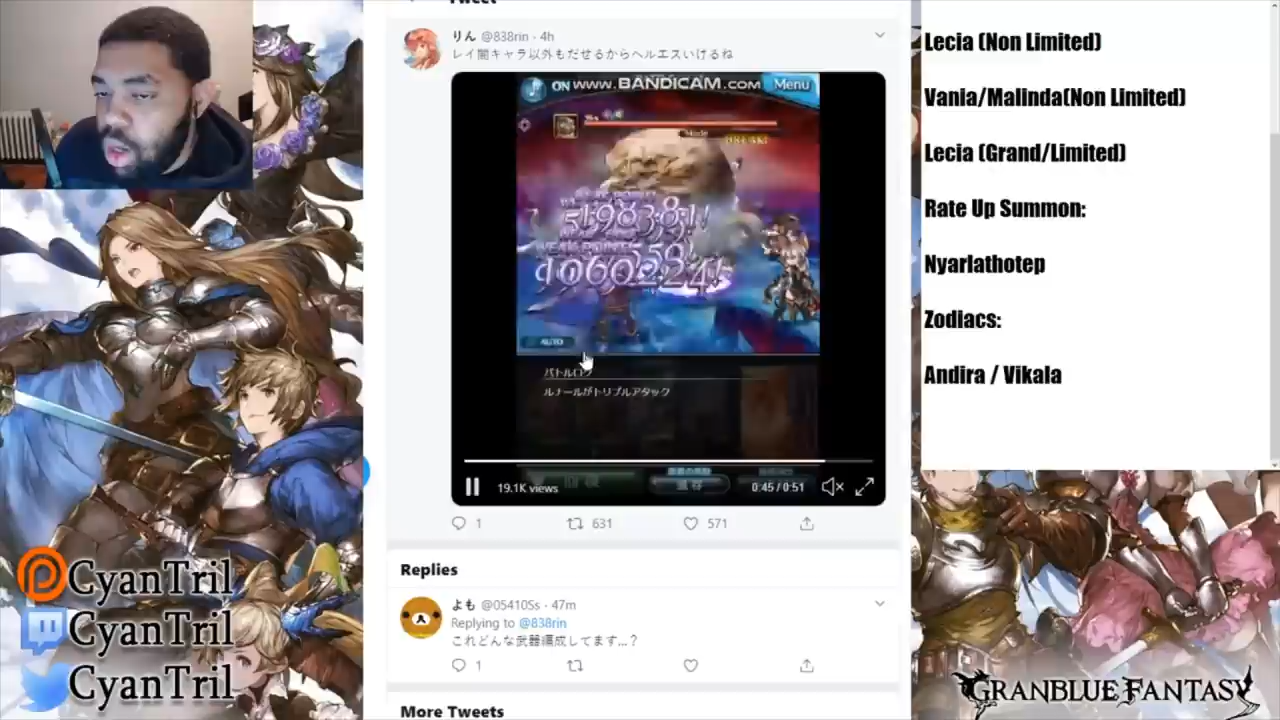 Tweet
りん @838rin · 4h
レイ闇キャラ以外もだせるからヘルエスいけるね
ON WWW.BANDICAM.COM Menu
Mode
BREAK!
519838!!
1060224!
AUTO
バトルログ
ルナールがトリプルアタック
19.1K views
0:45 / 0:51
1
631
571
Replies
よも @05410Ss · 47m
Replying to @838rin
これどんな武器編成してます...?
1
More Tweets
Lecia (Non Limited)
Vania/Malinda(Non Limited)
Lecia (Grand/Limited)
Rate Up Summon:
Nyarlathotep
Zodiacs:
Andira / Vikala
CyanTril
CyanTril
CyanTril
GRANBLUE FANTASY